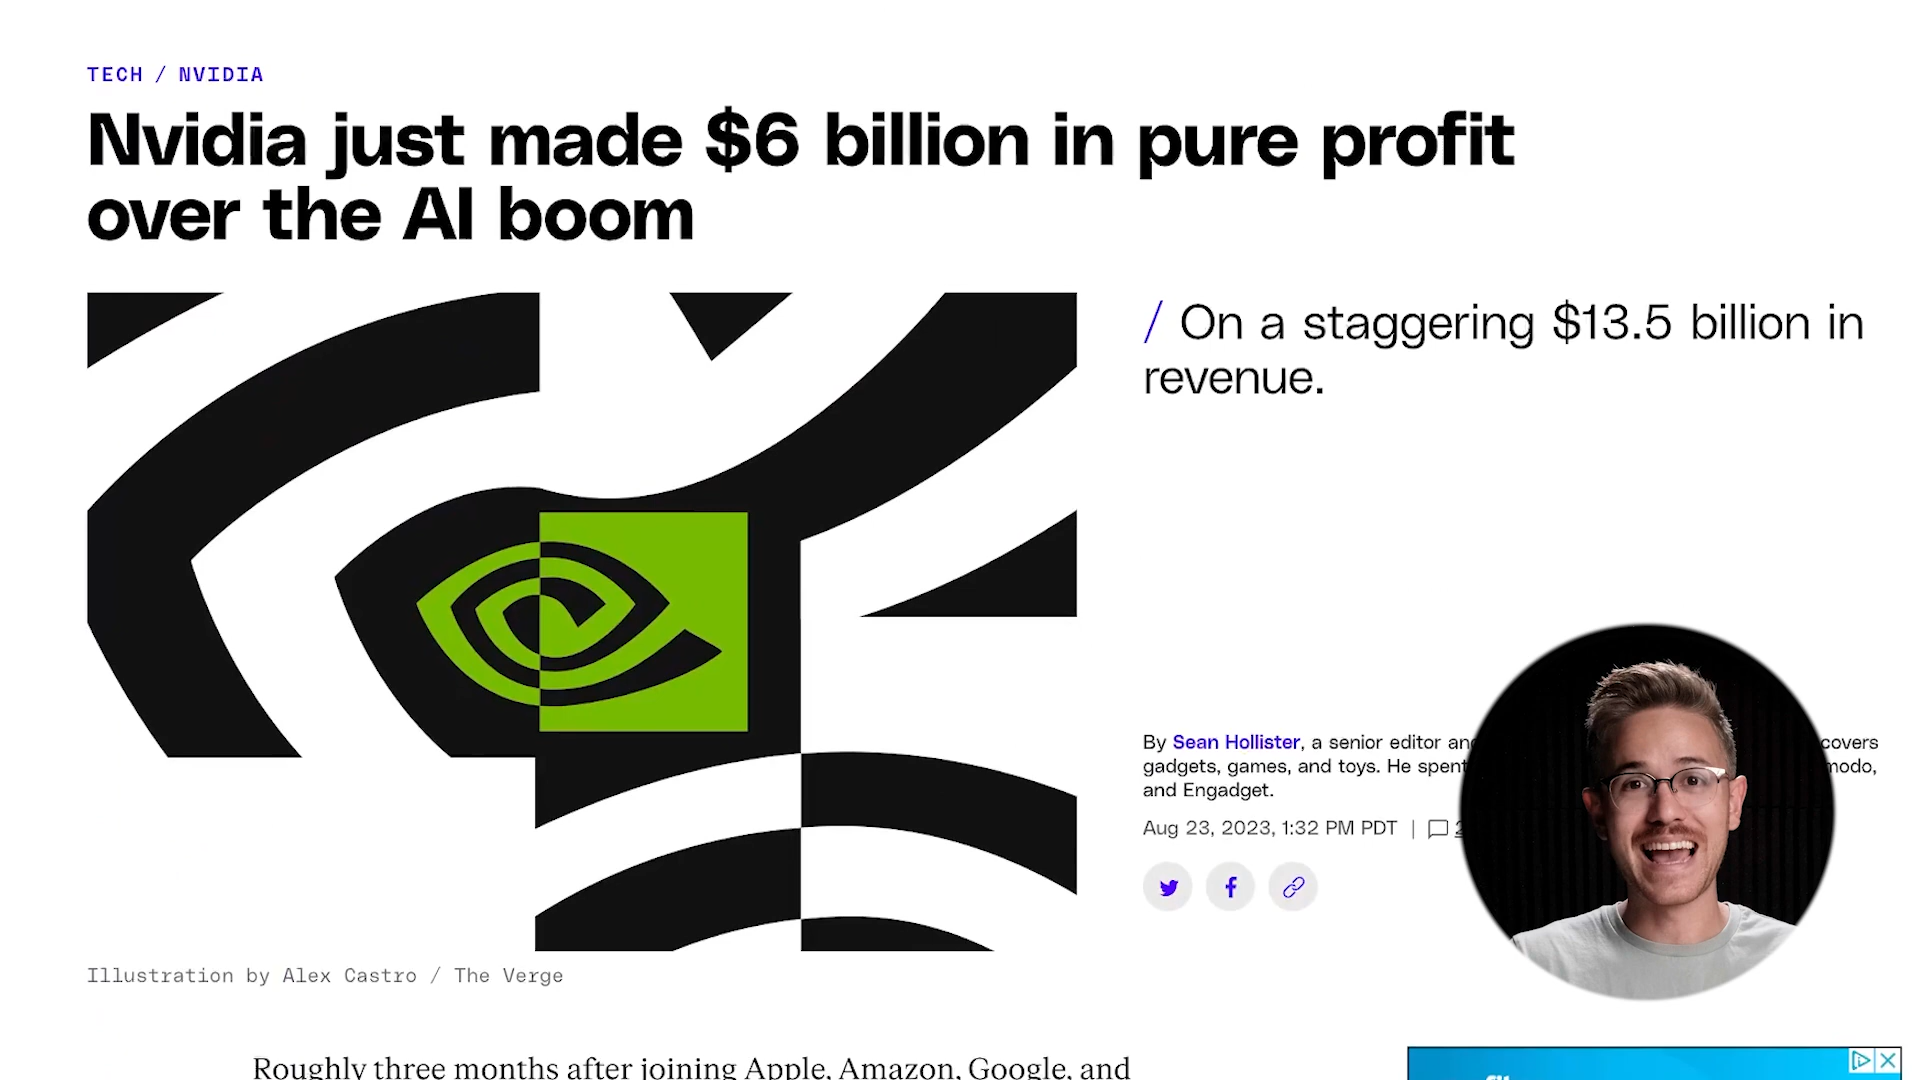 TECH / NVIDIA
Nvidia just made $6 billion in pure profit
over the AI boom
/ On a staggering $13.5 billion in
revenue.
By Sean Hollister, a senior editor and covers
gadgets, games, and toys. He spent
and Engadget.
Aug 23, 2023, 1:32 PM PDT |
Illustration by Alex Castro / The Verge
Roughly three months after joining Apple, Amazon, Google, and